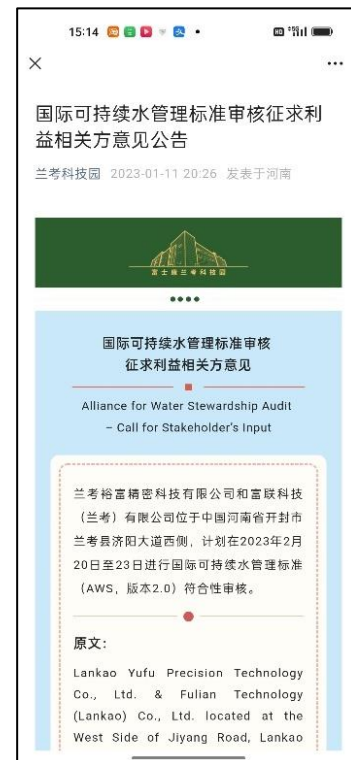 15:14
国际可持续水管理标准审核征求利
益相关方意见公告
兰考科技园 2023-01-11 20:26 发表于河南
富士康兰考科技园
国际可持续水管理标准审核
征求利益相关方意见
Alliance for Water Stewardship Audit
– Call for Stakeholder's Input
兰考裕富精密科技有限公司和富联科技
（兰考）有限公司位于中国河南省开封市
兰考县济阳大道西侧，计划在2023年2月
20日至23日进行国际可持续水管理标准
（AWS，版本2.0）符合性审核。
原文：
Lankao Yufu Precision Technology
Co., Ltd. & Fulian Technology
(Lankao) Co., Ltd. located at the
West Side of Jiyang Road, Lankao